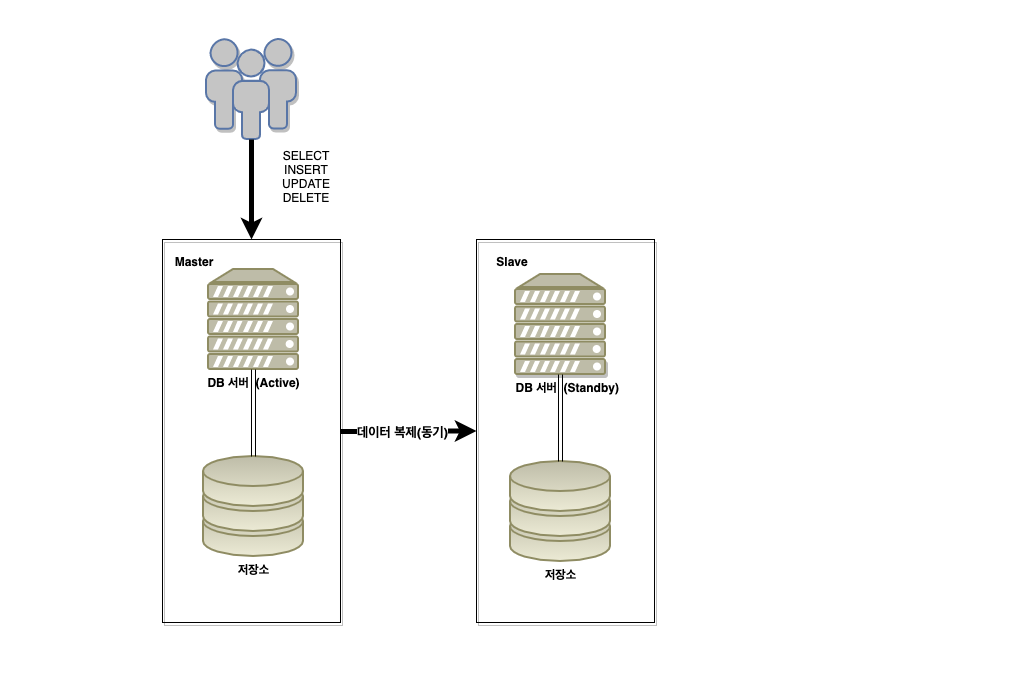 SELECT
INSERT
UPDATE
DELETE
Master
Slave
DB 서버 (Active)
DB 서버 (Standby)
데이터 복제(동기)
저장소
저장소